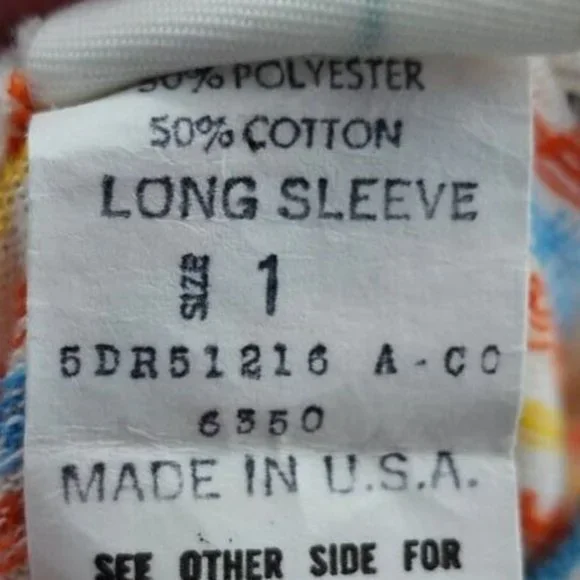 50% POLYESTER
50% COTTON
LONG SLEEVE
SIZE 1
5DR51216 A-CO
6350
MADE IN U.S.A.
SEE OTHER SIDE FOR